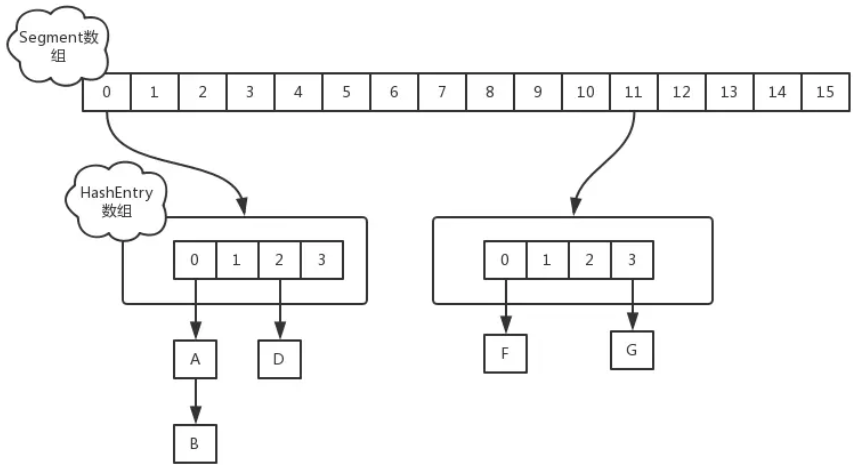 Segment数
组
0 1 2 3 4 5 6 7 8 9 10 11 12 13 14 15
HashEntry
数组
0 1 2 3
0 1 2 3
A
D
F
G
B